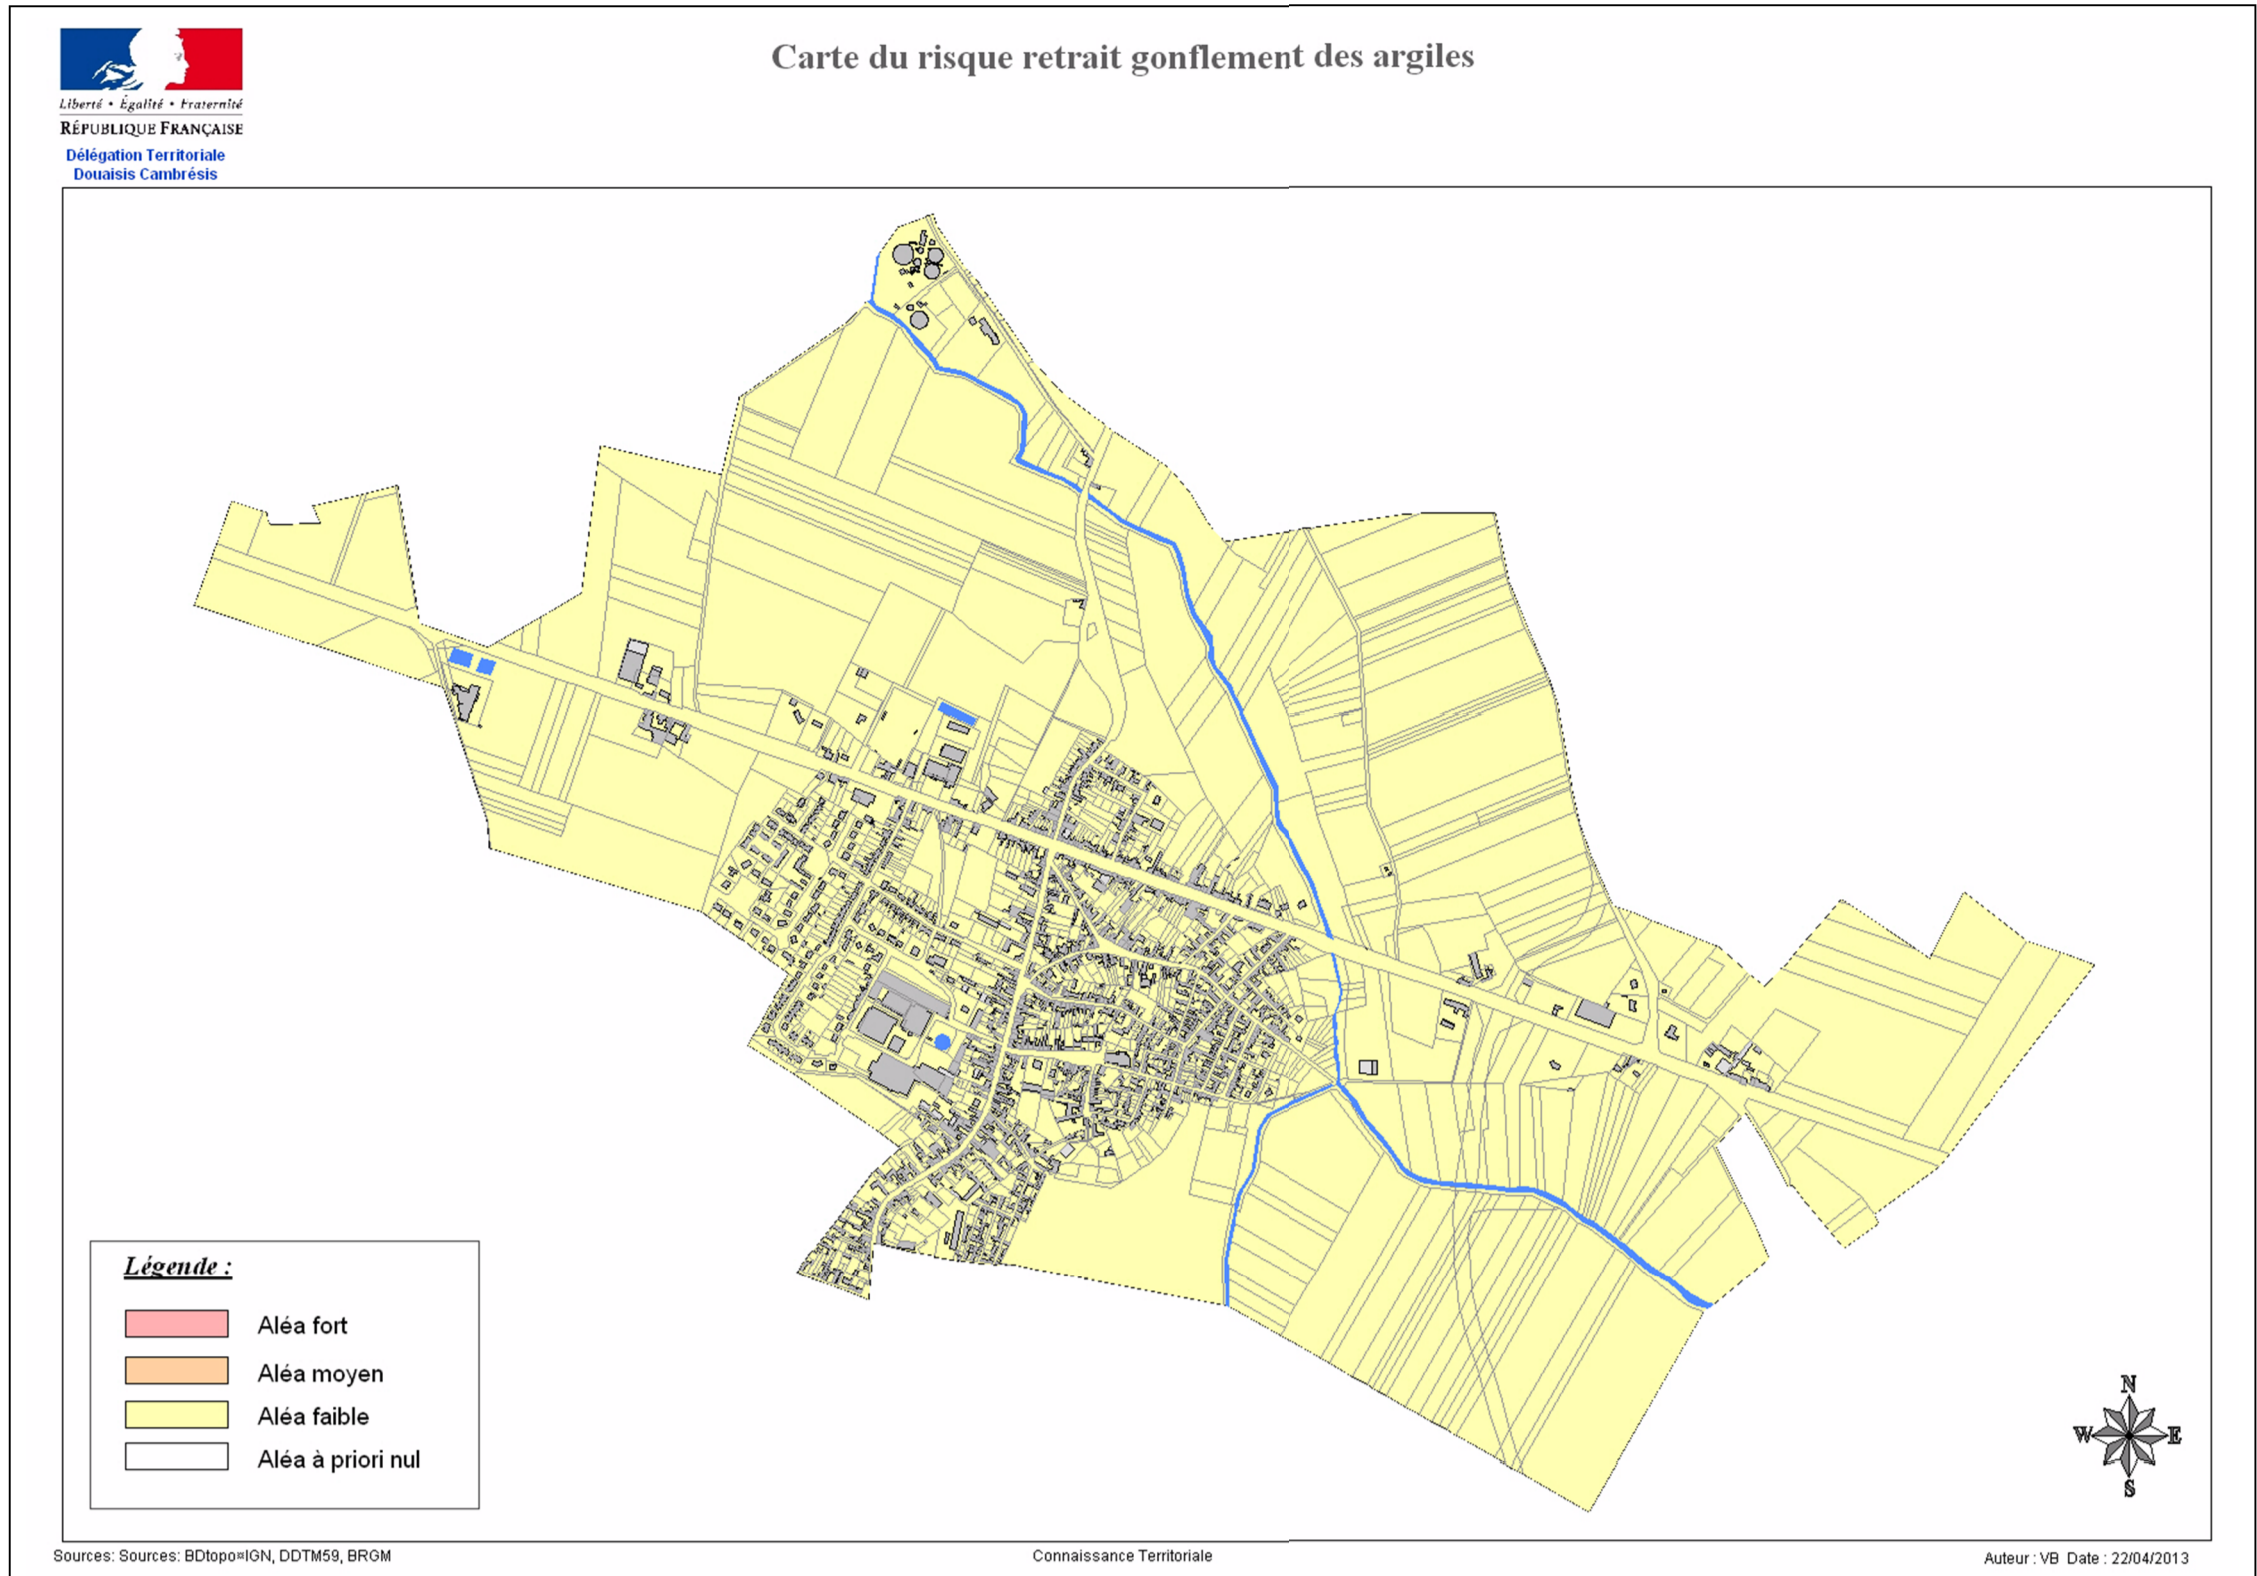 Carte du risque retrait gonflement des argiles
Liberté • Égalité • Fraternité
RÉPUBLIQUE FRANÇAISE
Délégation Territoriale
Douaisis Cambrésis
Légende :
Aléa fort
Aléa moyen
Aléa faible
Aléa à priori nul
N
W
E
S
Sources: Sources: BDtopo¤IGN, DDTM59, BRGM
Connaissance Territoriale
Auteur : VB Date : 22/04/2013